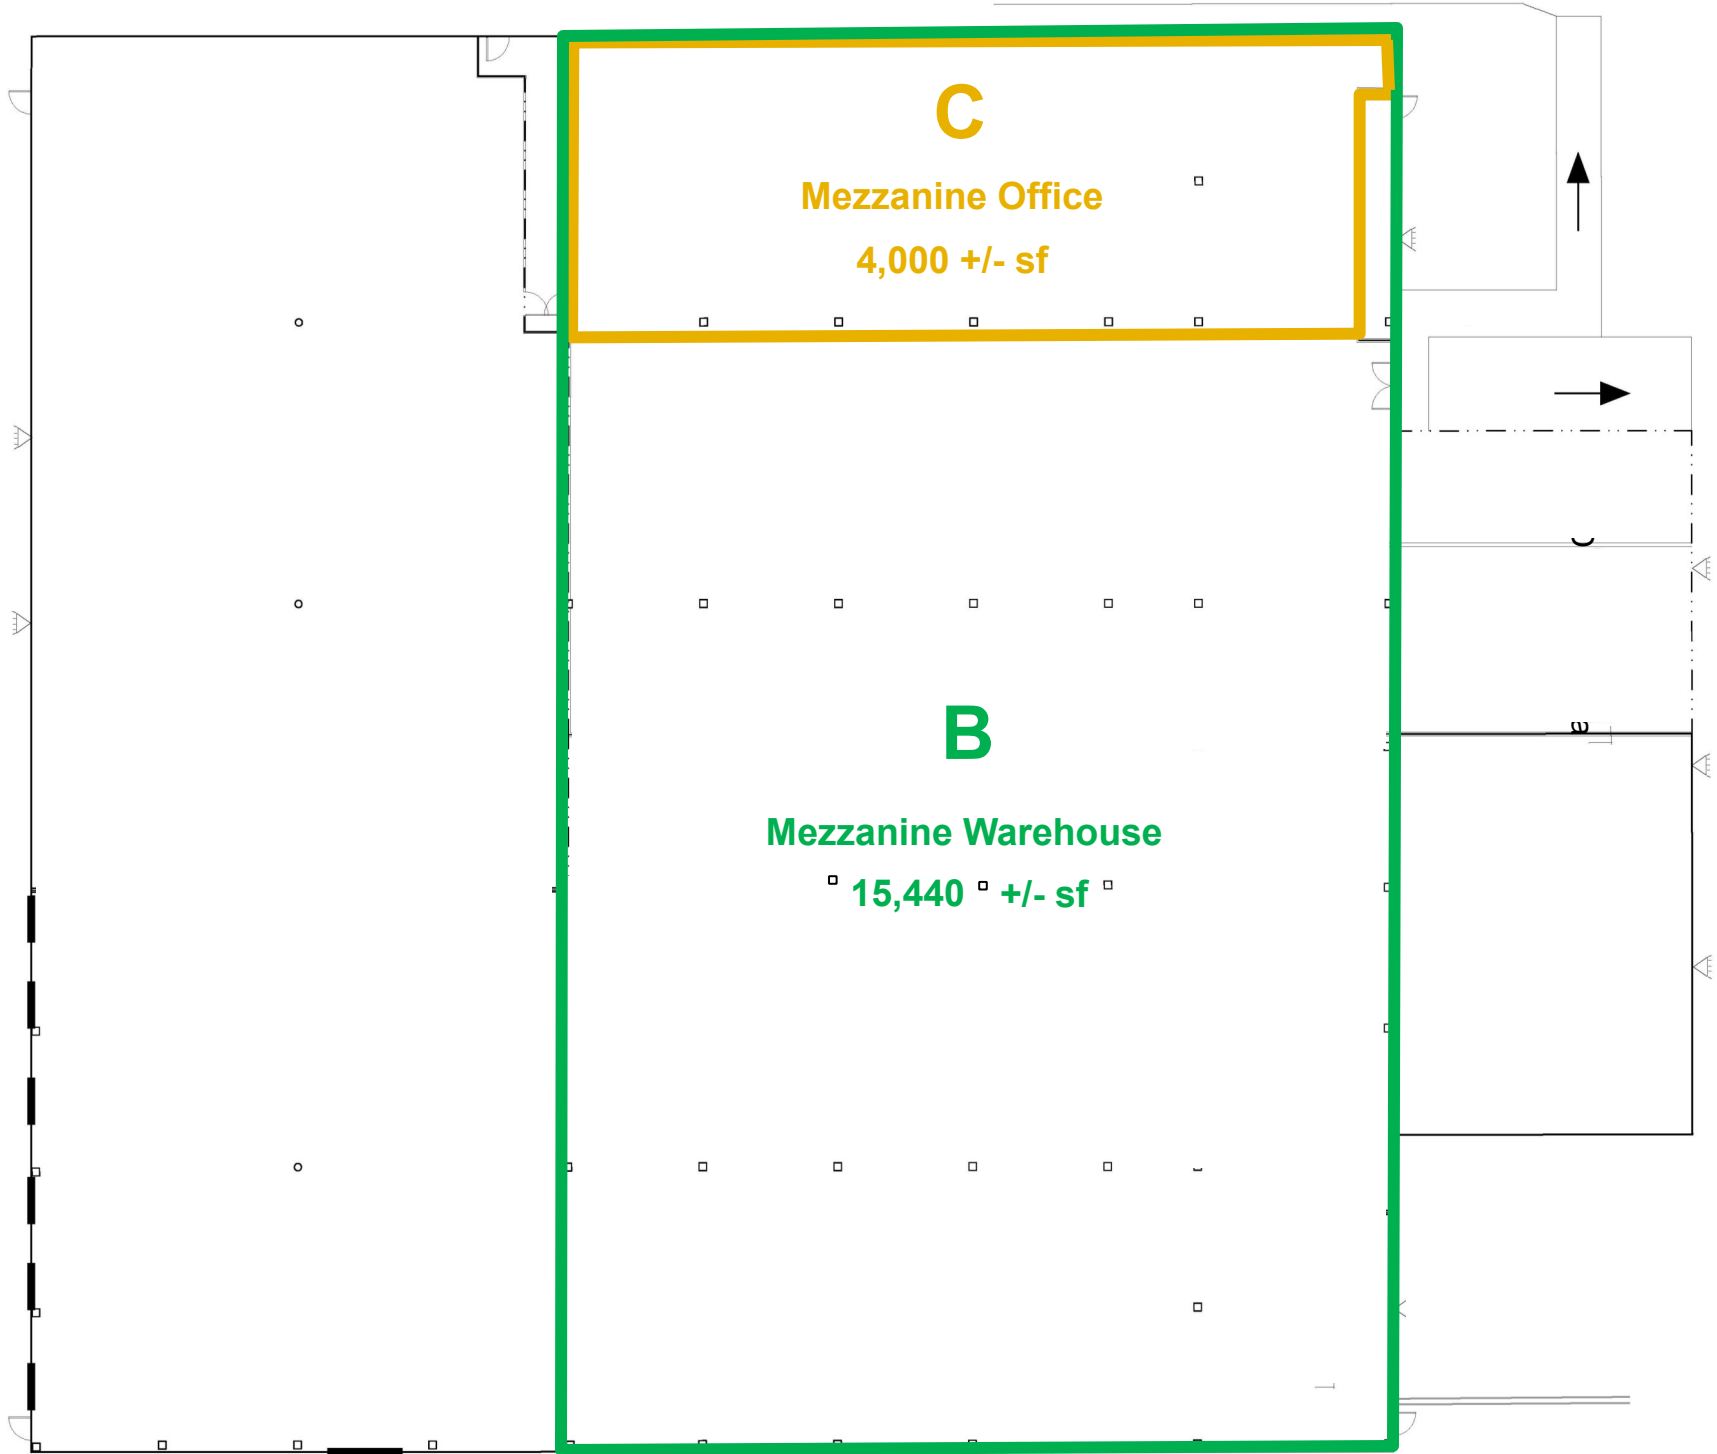 C
Mezzanine Office
4,000 +/- sf
B
Mezzanine Warehouse
15,440 +/- sf